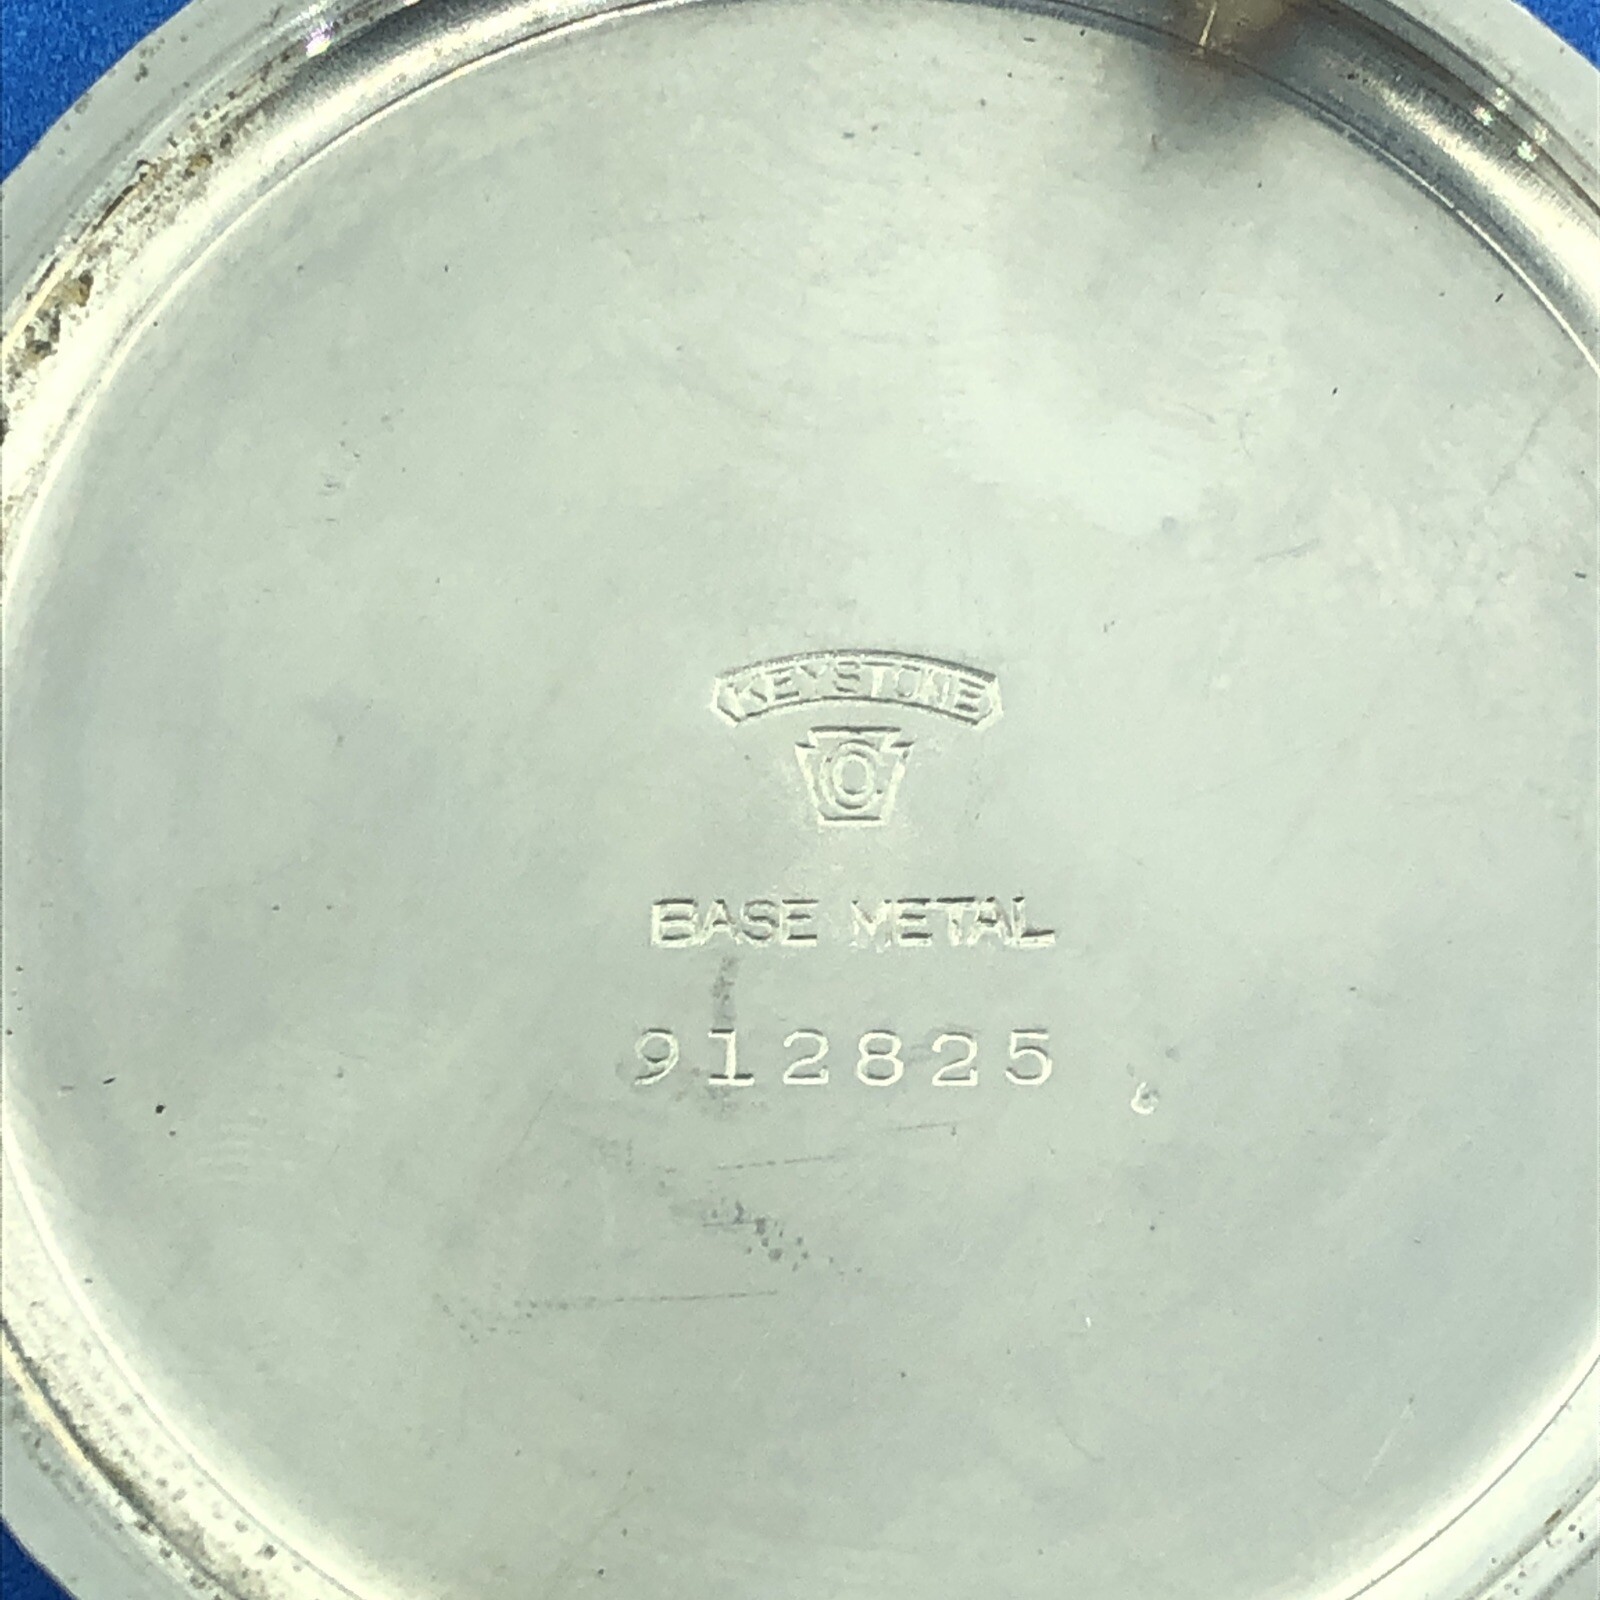 KEYSTONE
O
BASE METAL
912825